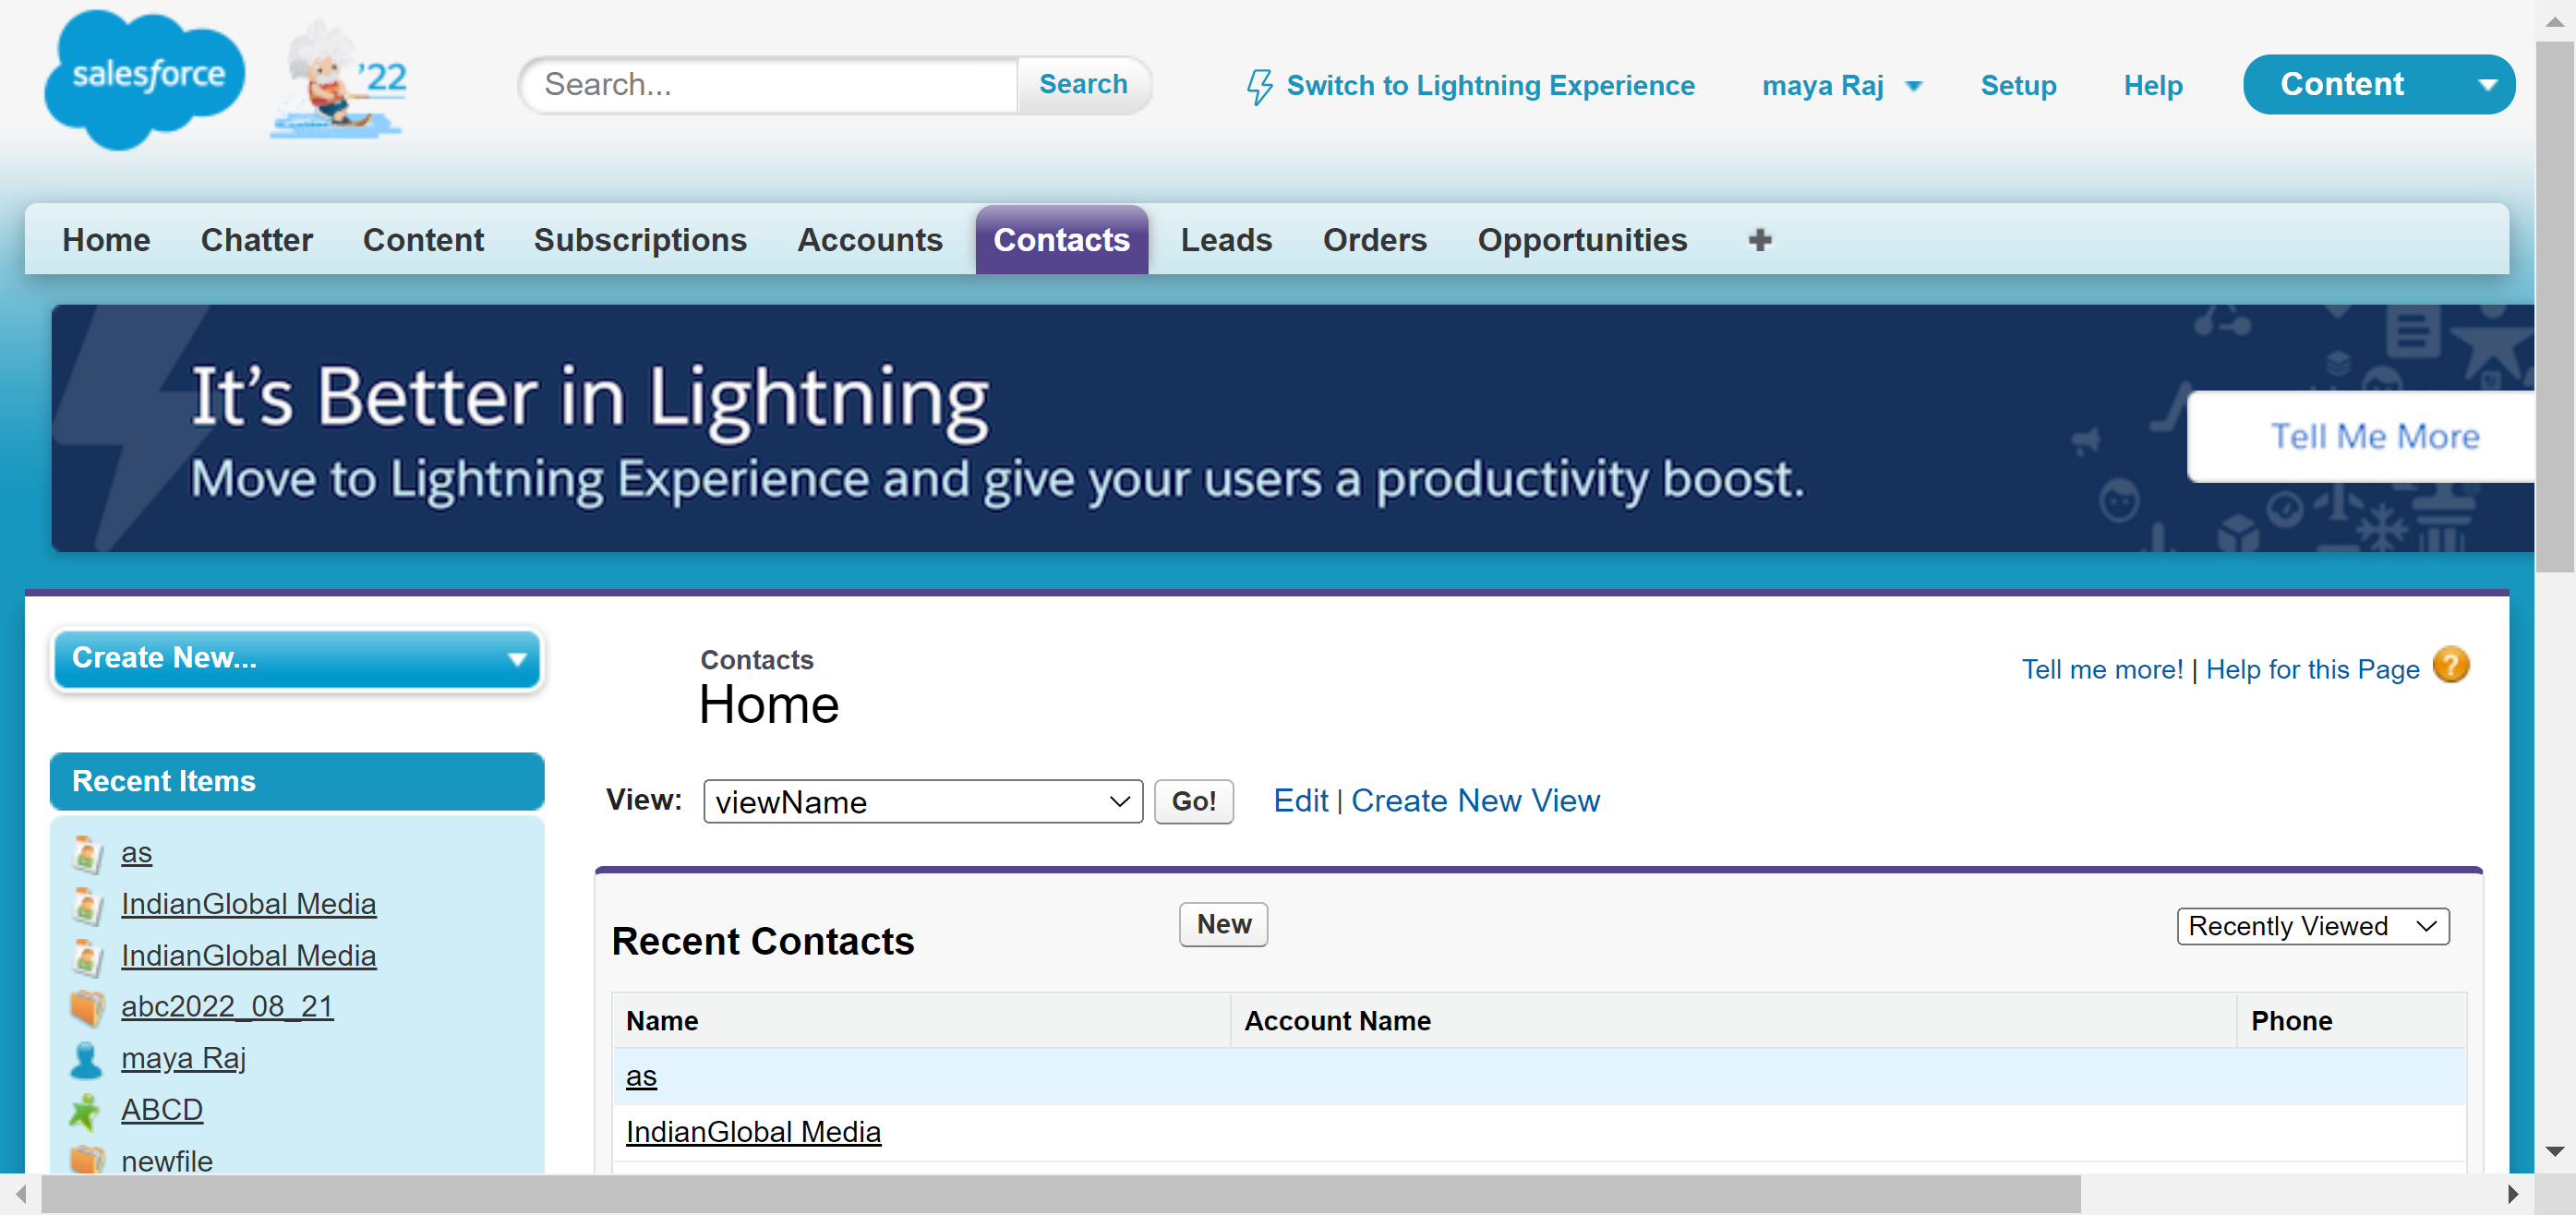 salesforce
'22
Search...
Search
Switch to Lightning Experience
maya Raj
Setup
Help
Content
Home
Chatter
Content
Subscriptions
Accounts
Contacts
Leads
Orders
Opportunities
It's Better in Lightning
Move to Lightning Experience and give your users a productivity boost.
Tell Me More
Create New...
Contacts
Home
Tell me more! | Help for this Page
Recent Items
as
IndianGlobal Media
IndianGlobal Media
abc2022_08_21
maya Raj
ABCD
newfile
View:
viewName
Go!
Edit | Create New View
Recent Contacts
New
Recently Viewed
Name
Account Name
Phone
as
IndianGlobal Media